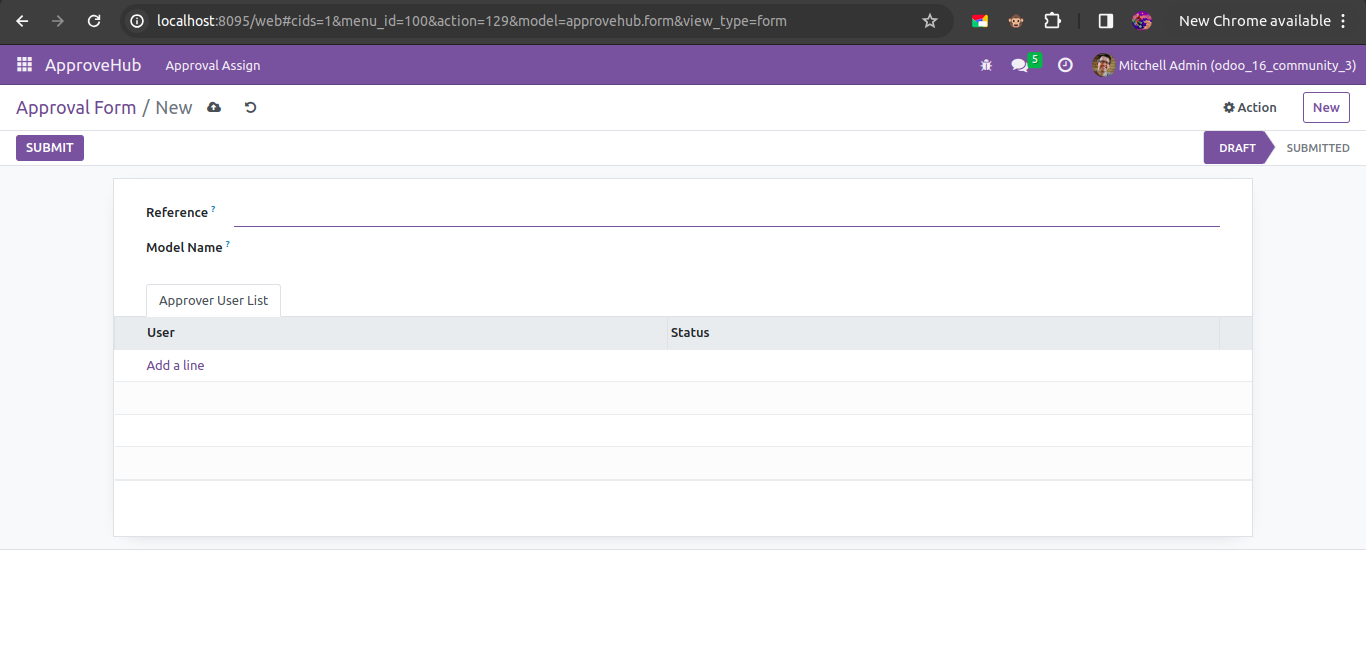 localhost:8095/web#cids=1&menu_id=100&action=129&model=approvehub.form&view_type=form
New Chrome available
ApproveHub Approval Assign 5 Mitchell Admin (odoo_16_community_3)
Approval Form / New Action New
SUBMIT DRAFT SUBMITTED
Reference ?
Model Name ?
Approver User List
User Status
Add a line